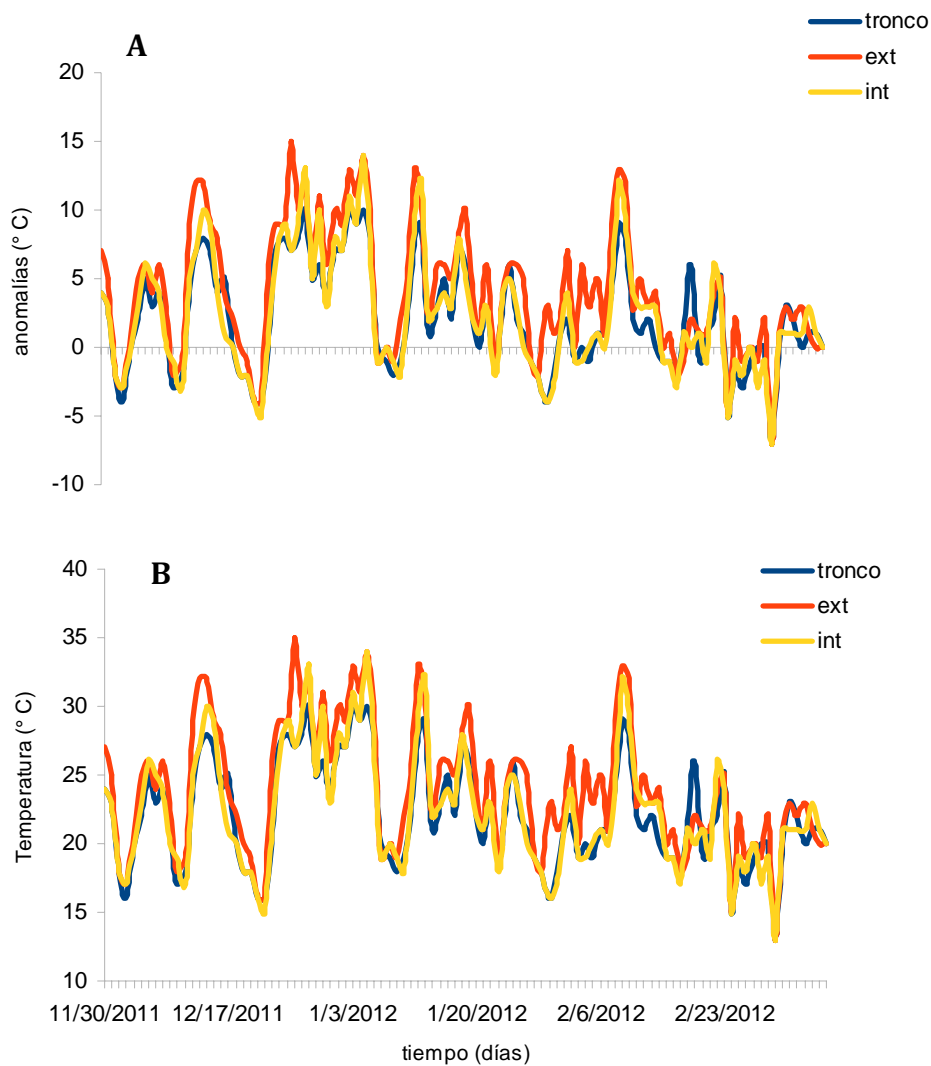 A
tronco
ext
int
anomalías (° C)
20
15
10
5
0
-5
-10
B
tronco
ext
int
Temperatura (° C)
40
35
30
25
20
15
10
11/30/2011 12/17/2011 1/3/2012 1/20/2012 2/6/2012 2/23/2012
tiempo (días)